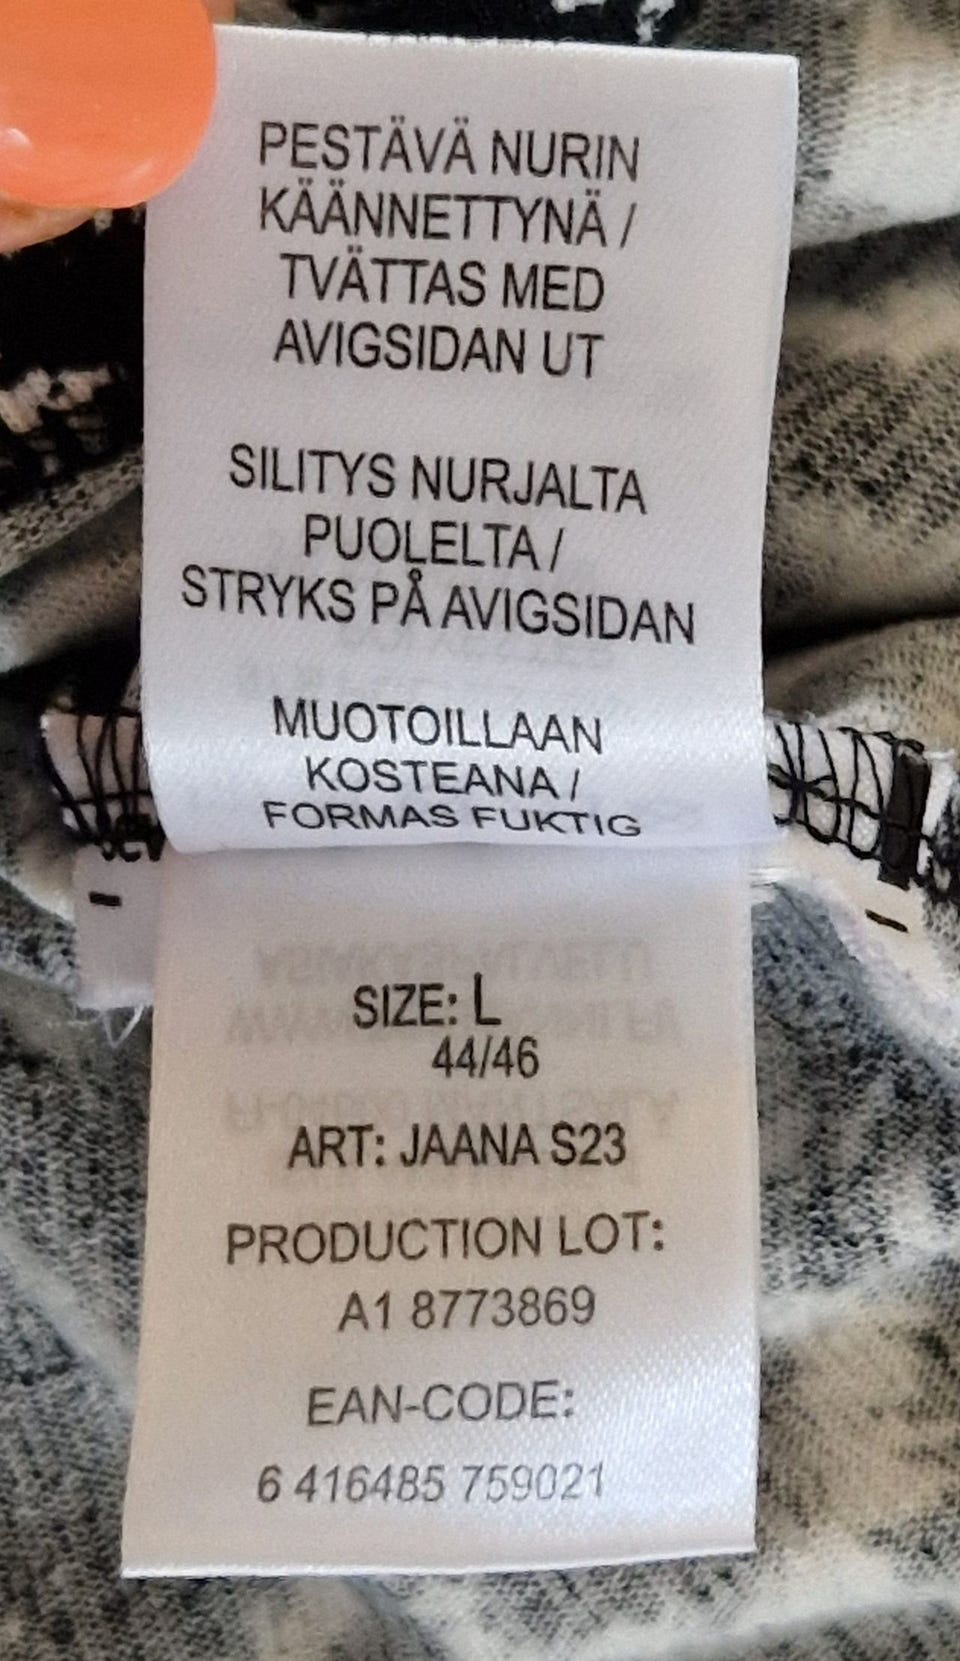 PESTÄVÄ NURIN
KÄÄNNETTYNÄ /
TVÄTTAS MED
AVIGSIDAN UT
SILITYS NURJALTA
PUOLELTA /
STRYKS PÅ AVIGSIDAN
MUOTOILLAAN
KOSTEANA /
FORMAS FUKTIG
SIZE: L
44/46
ART: JAANA S23
PRODUCTION LOT:
A1 8773869
EAN-CODE:
6 416485 759021